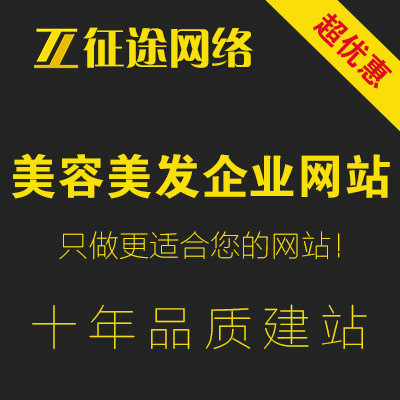 征途网络
超优惠
美容美发企业网站
只做更适合您的网站!
十年品质建站